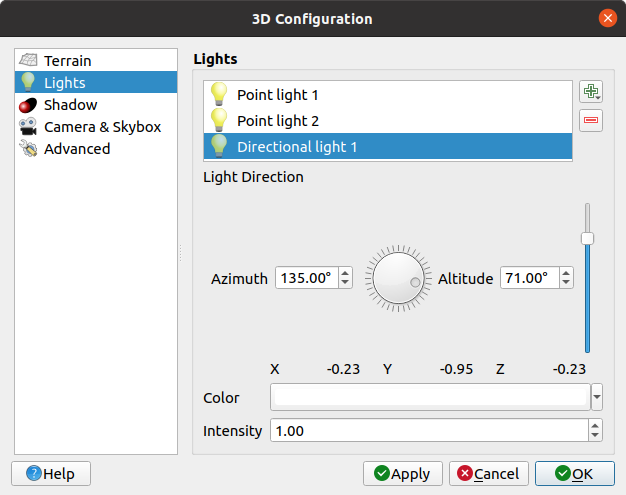 3D Configuration
Terrain
Lights
Shadow
Camera & Skybox
Advanced
Lights
Point light 1
Point light 2
Directional light 1
Light Direction
Azimuth 135.00° Altitude 71.00°
X -0.23 Y -0.95 Z -0.23
Color
Intensity 1.00
Help Apply Cancel OK